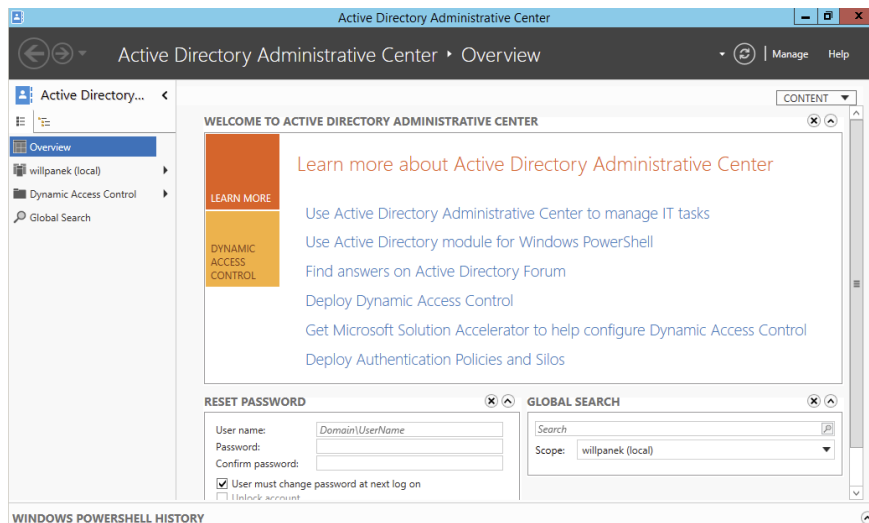 Active Directory Administrative Center
Active Directory Administrative Center • Overview
Manage Help
Active Directory...
CONTENT
Overview
willpanek (local)
Dynamic Access Control
Global Search
WELCOME TO ACTIVE DIRECTORY ADMINISTRATIVE CENTER
LEARN MORE
DYNAMIC
ACCESS
CONTROL
Learn more about Active Directory Administrative Center
Use Active Directory Administrative Center to manage IT tasks
Use Active Directory module for Windows PowerShell
Find answers on Active Directory Forum
Deploy Dynamic Access Control
Get Microsoft Solution Accelerator to help configure Dynamic Access Control
Deploy Authentication Policies and Silos
RESET PASSWORD
User name: Domain\UserName
Password:
Confirm password:
User must change password at next log on
Unlock account
GLOBAL SEARCH
Search
Scope: willpanek (local)
WINDOWS POWERSHELL HISTORY